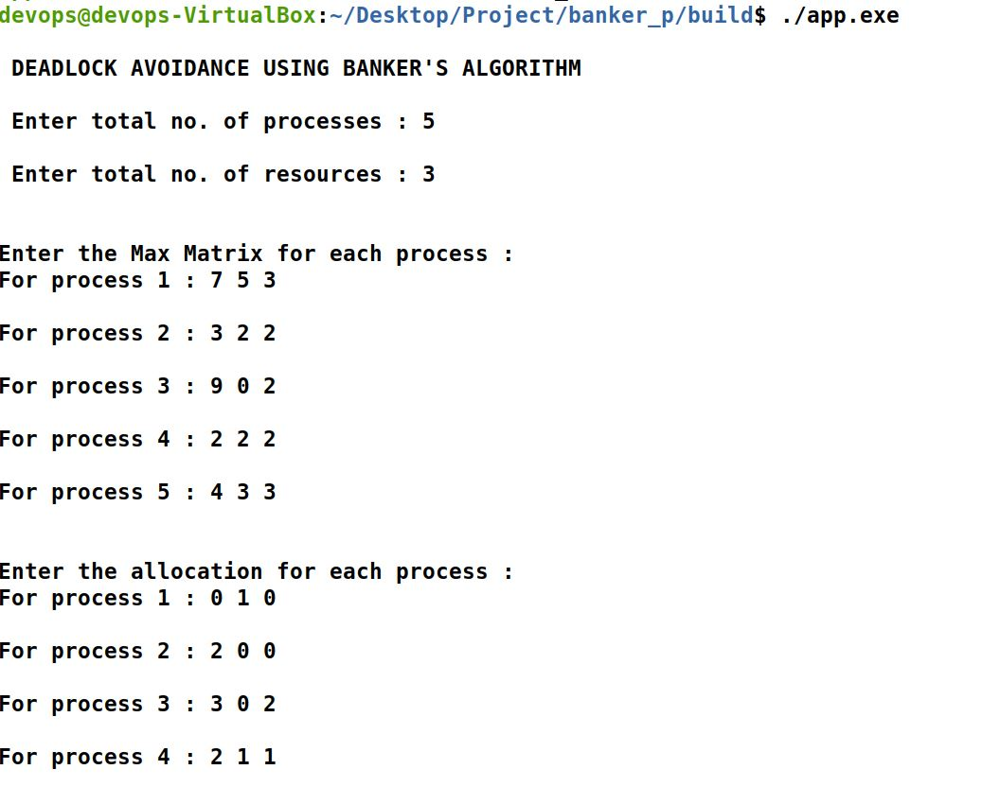 devops@devops-VirtualBox:~/Desktop/Project/banker_p/build$ ./app.exe
DEADLOCK AVOIDANCE USING BANKER'S ALGORITHM
Enter total no. of processes : 5
Enter total no. of resources : 3
Enter the Max Matrix for each process :
For process 1 : 7 5 3
For process 2 : 3 2 2
For process 3 : 9 0 2
For process 4 : 2 2 2
For process 5 : 4 3 3
Enter the allocation for each process :
For process 1 : 0 1 0
For process 2 : 2 0 0
For process 3 : 3 0 2
For process 4 : 2 1 1